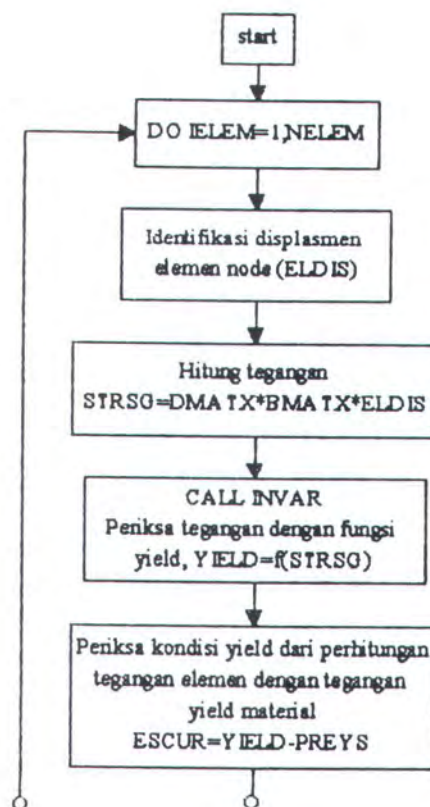 start
DO IELEM=1,NELEM
Identifikasi displasmen
elemen node (ELDIS)
Hitung tegangan
STRSG=DMATX*BMATX*ELDIS
CALL INVAR
Periksa tegangan dengan fungsi
yield, YIELD=f(STRSG)
Periksa kondisi yield dari perhitungan
tegangan elemen dengan tegangan
yield material
ESCUR=YIELD-PREYS